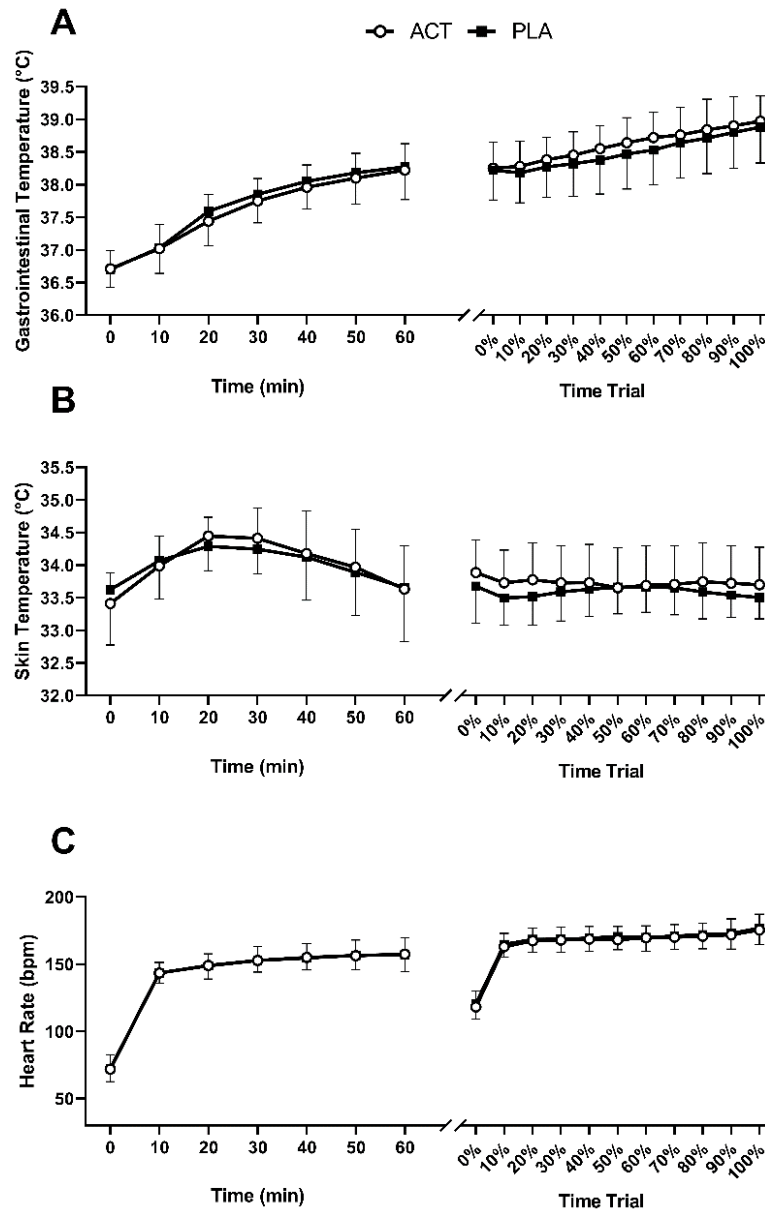 A
ACT PLA
Gastrointestinal Temperature (°C)
39.5
39.0
38.5
38.0
37.5
37.0
36.5
36.0
0 10 20 30 40 50 60
0% 10% 20% 30% 40% 50% 60% 70% 80% 90% 100%
Time (min)
Time Trial
B
Skin Temperature (°C)
35.5
35.0
34.5
34.0
33.5
33.0
32.5
32.0
0 10 20 30 40 50 60
0% 10% 20% 30% 40% 50% 60% 70% 80% 90% 100%
Time (min)
Time Trial
C
Heart Rate (bpm)
200
150
100
50
0 10 20 30 40 50 60
0% 10% 20% 30% 40% 50% 60% 70% 80% 90% 100%
Time (min)
Time Trial